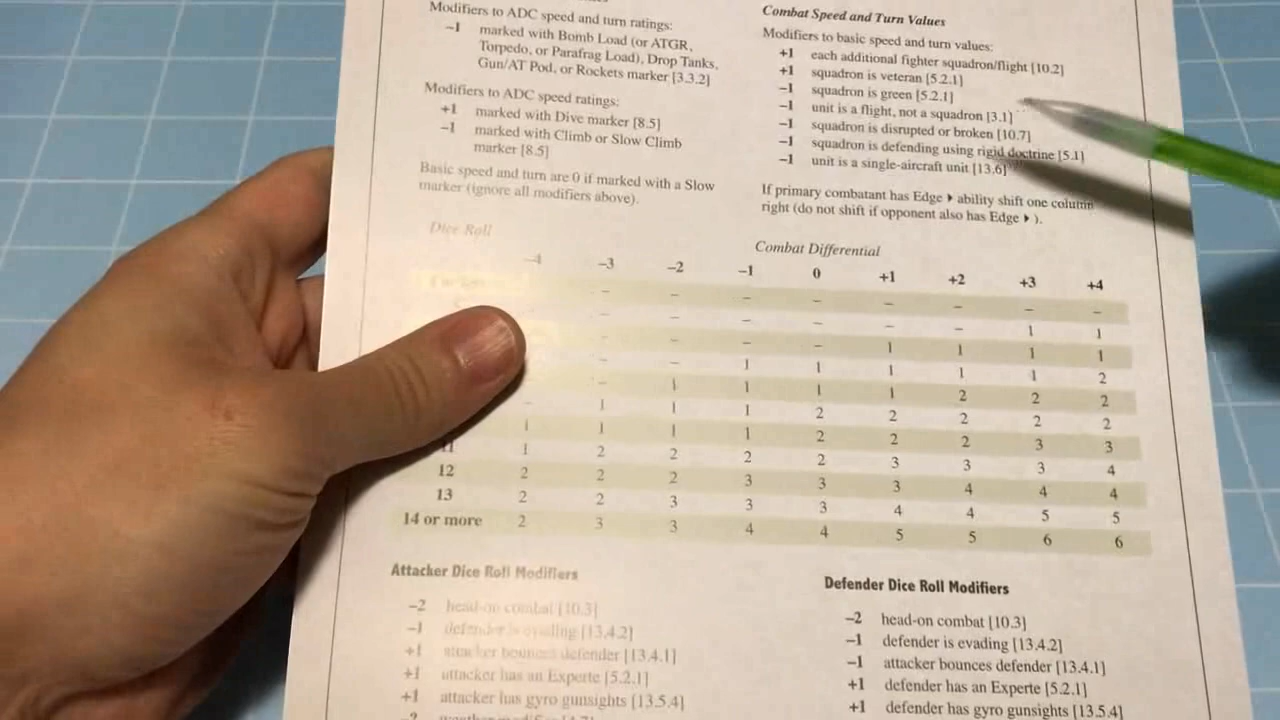 Modifiers to ADC speed and turn ratings:
–1 marked with Bomb Load (or ATGR,
Torpedo, or Parafrag Load), Drop Tanks,
Gun/AT Pod, or Rockets marker [3.3.2]
Modifiers to ADC speed ratings:
+1 marked with Dive marker [8.5]
–1 marked with Climb or Slow Climb
marker [8.5]
Basic speed and turn are 0 if marked with a Slow
marker (ignore all modifiers above).
Combat Speed and Turn Values
Modifiers to basic speed and turn values:
+1 each additional fighter squadron/flight [10.2]
+1 squadron is veteran [5.2.1]
–1 squadron is green [5.2.1]
–1 unit is a flight, not a squadron [3.1]
–1 squadron is disrupted or broken [10.7]
–1 squadron is defending using rigid doctrine [5.1]
–1 unit is a single-aircraft unit [13.6]
If primary combatant has Edge ▶ ability shift one column
right (do not shift if opponent also has Edge ▶ ).
Dice Roll
Combat Differential
–4 –3 –2 –1 0 +1 +2 +3 +4
– – – – – – – –
– – – – – – 1 1
– – – 1 1 1 1
– – 1 1 1 1 1 2
– 1 1 1 1 2 2 2
– 1 1 1 2 2 2 2 2
1 1 1 1 2 2 2 3 3
11 1 2 2 2 2 3 3 3 4
12 2 2 2 3 3 3 4 4 4
13 2 2 3 3 3 4 4 5 5
14 or more 2 3 3 4 4 5 5 6 6
Attacker Dice Roll Modifiers
–2 head-on combat [10.3]
–1 defender is evading [13.4.2]
+1 attacker bounces defender [13.4.1]
+1 attacker has an Experte [5.2.1]
+1 attacker has gyro gunsights [13.5.4]
Defender Dice Roll Modifiers
–2 head-on combat [10.3]
–1 defender is evading [13.4.2]
–1 attacker bounces defender [13.4.1]
+1 defender has an Experte [5.2.1]
+1 defender has gyro gunsights [13.5.4]